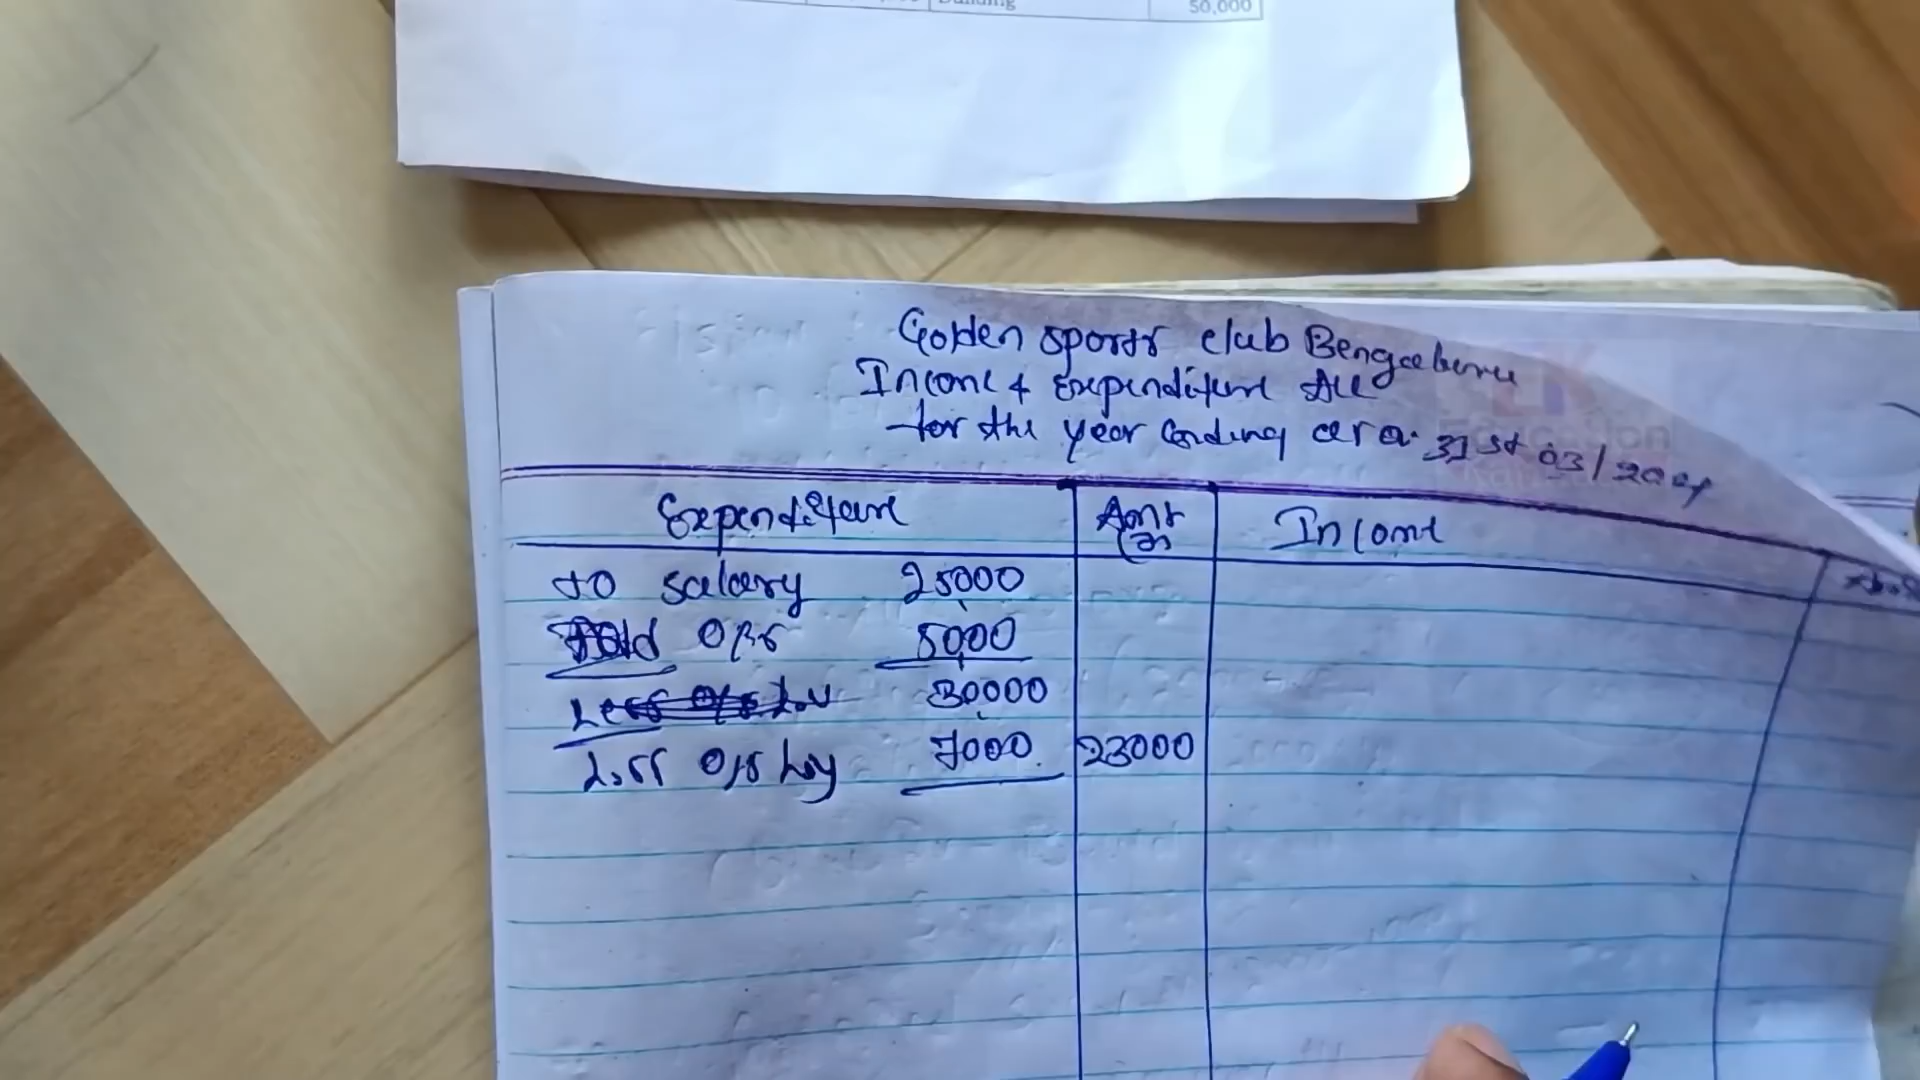 Building 50,000
Golden sports club Bengaluru
Income & Expenditure A/c
for the year ending as on 31st 03/2024
Expenditure Amt Income
To salary 25000
Add O/s 5000
30000
Less O/s L.y 7000 23000